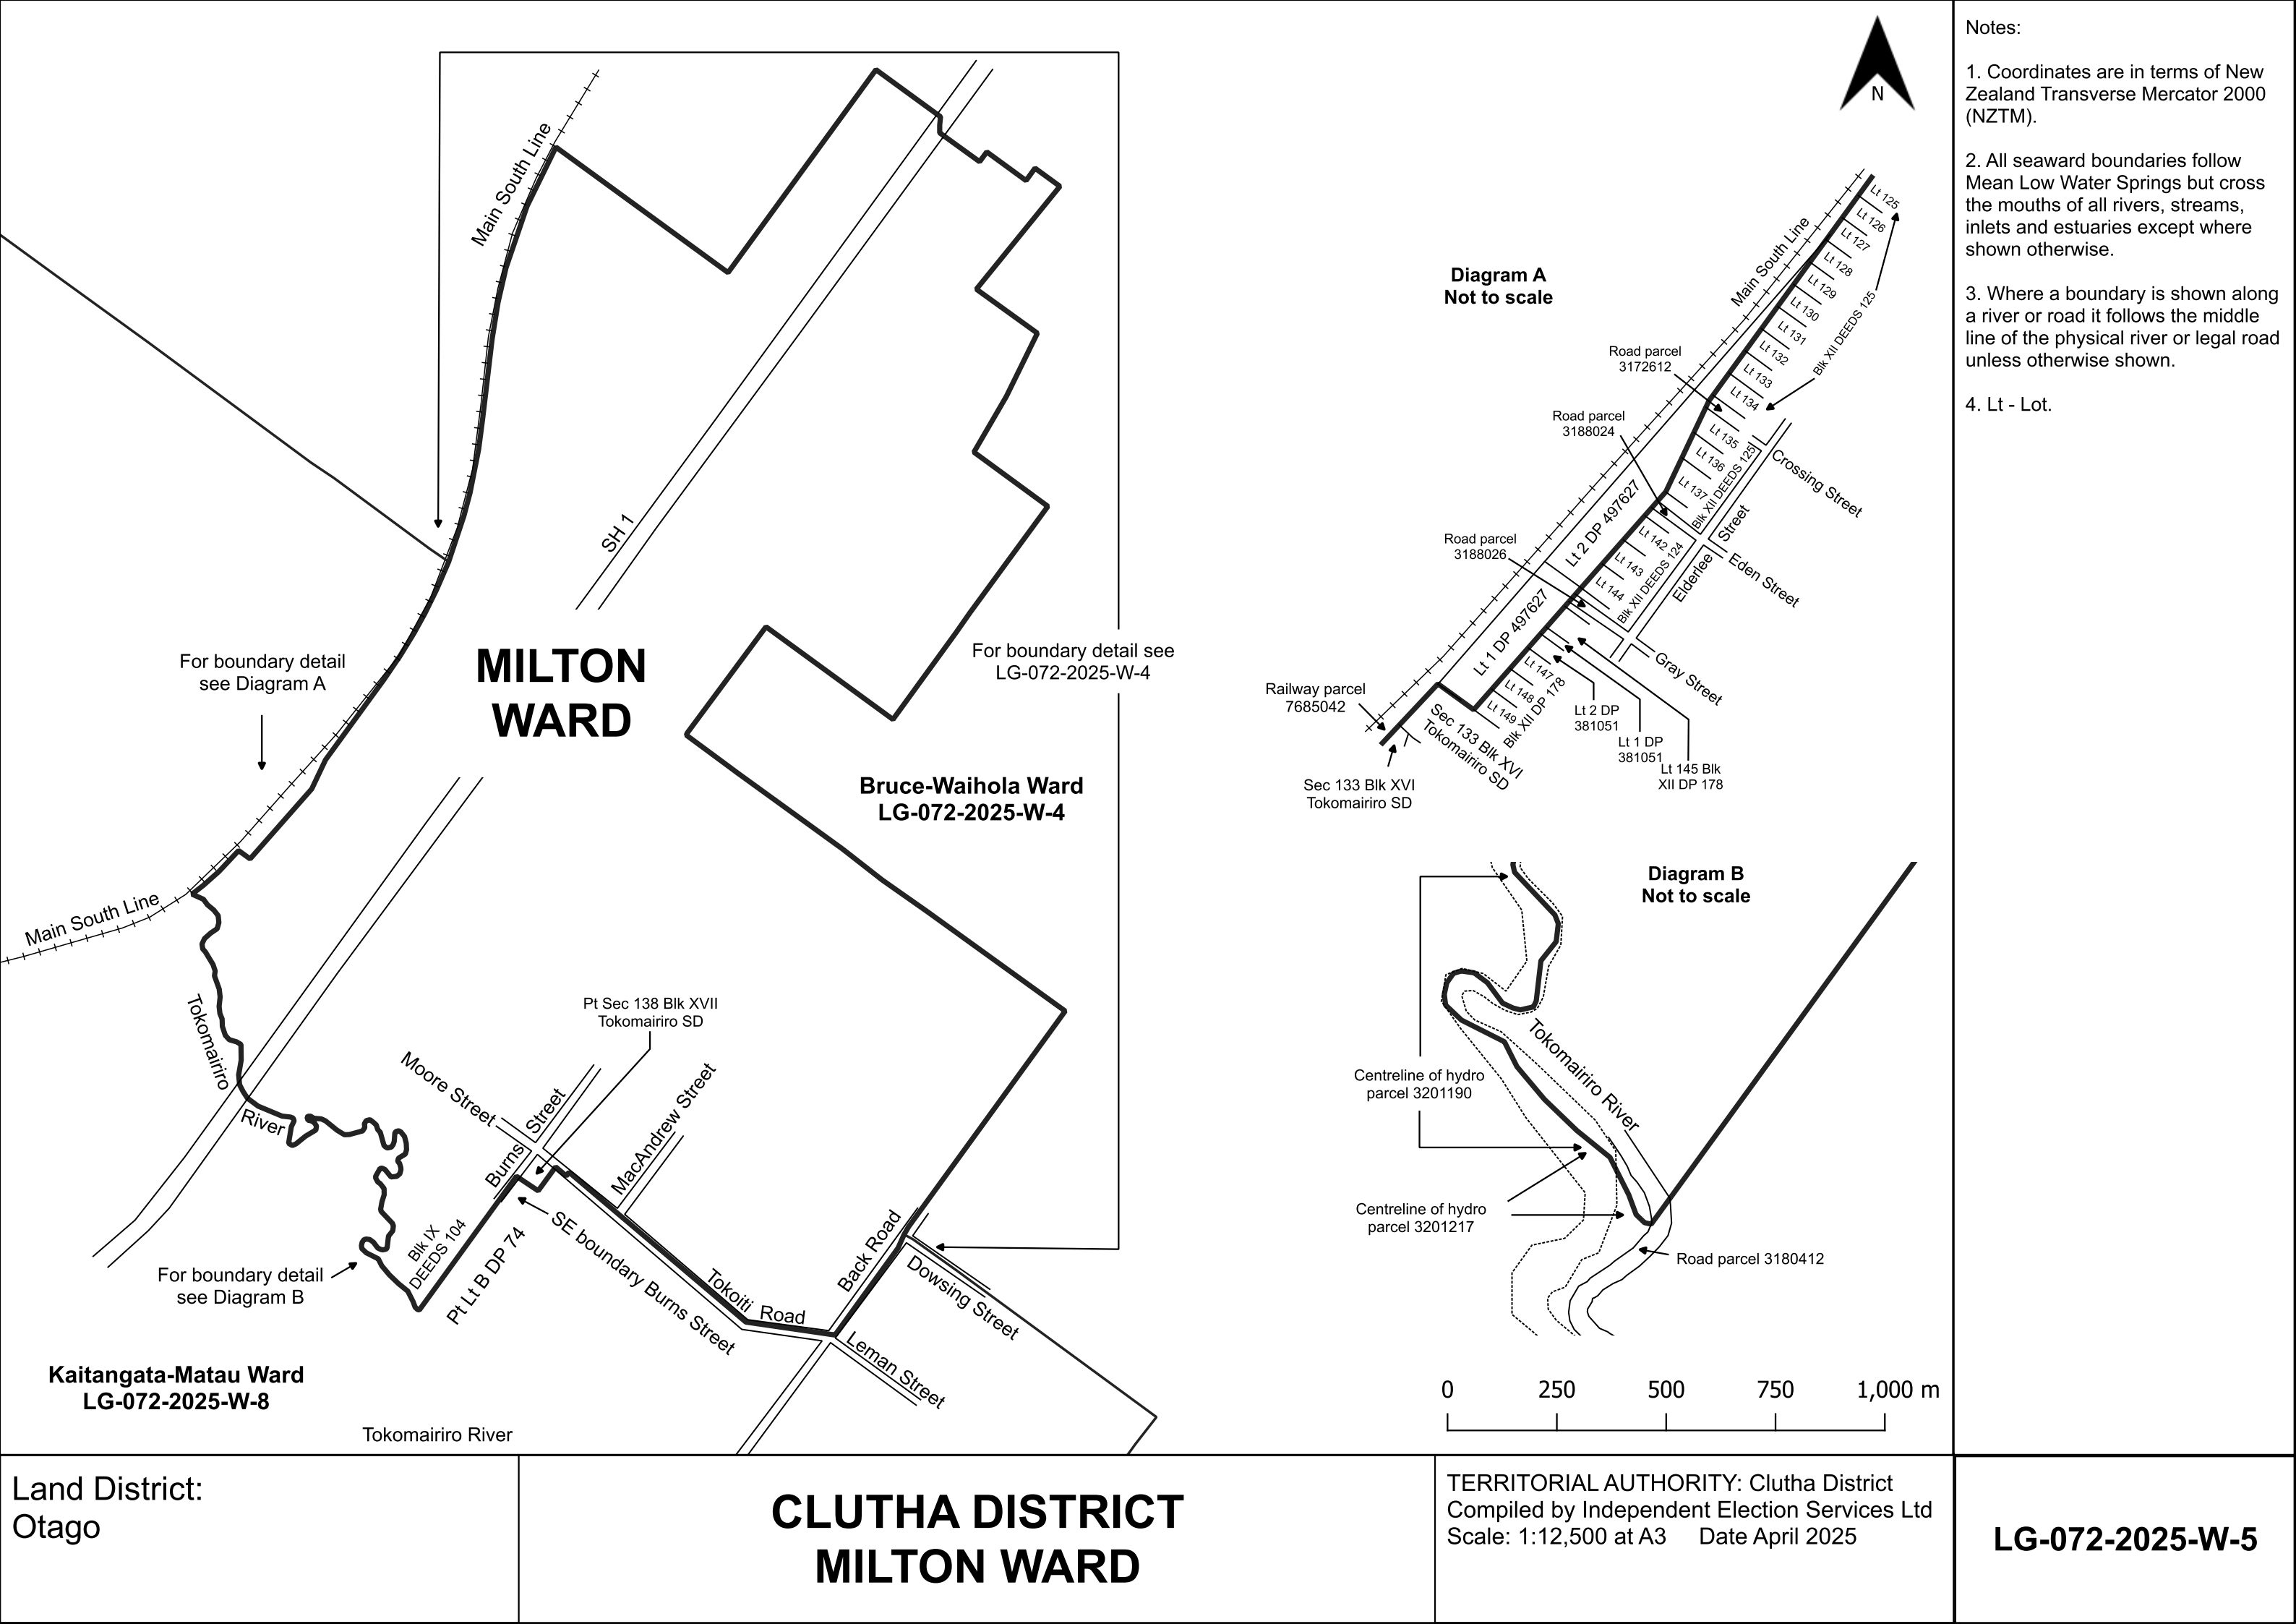 Main South Line
SH 1
For boundary detail
see Diagram A
MILTON
WARD
For boundary detail see
LG-072-2025-W-4
Bruce-Waihola Ward
LG-072-2025-W-4
Main South Line
Tokomairiro
River
Pt Sec 138 Blk XVII
Tokomairiro SD
Moore Street
Burns
Street
MacAndrew Street
Blk IX
DEEDS 104
Pt Lt B DP 74
SE boundary Burns Street
Tokoiti
Road
Back Road
Dowsing Street
Leman Street
For boundary detail
see Diagram B
Kaitangata-Matau Ward
LG-072-2025-W-8
Tokomairiro River
N
Diagram A
Not to scale
Main South Line
Lt 125
Lt 126
Lt 127
Lt 128
Lt 129
Lt 130
Lt 131
Lt 132
Lt 133
Lt 134
Blk XII DEEDS 125
Road parcel
3172612
Road parcel
3188024
Lt 135
Lt 136
Lt 137
Blk XII DEEDS 125
Crossing Street
Lt 2 DP 497627
Road parcel
3188026
Lt 142
Lt 143
Lt 144
Blk XII DEEDS 124
Elderlee
Street
Eden Street
Gray Street
Lt 1 DP 497627
Lt 147
Lt 148
Lt 149
Blk XII DP 178
Railway parcel
7685042
Sec 133 Blk XVI
Tokomairiro SD
Sec 133 Blk XVI
Tokomairiro SD
Lt 2 DP
381051
Lt 1 DP
381051
Lt 145 Blk
XII DP 178
Diagram B
Not to scale
Tokomairiro River
Centreline of hydro
parcel 3201190
Centreline of hydro
parcel 3201217
Road parcel 3180412
0 250 500 750 1,000 m
Notes:
1. Coordinates are in terms of New
Zealand Transverse Mercator 2000
(NZTM).
2. All seaward boundaries follow
Mean Low Water Springs but cross
the mouths of all rivers, streams,
inlets and estuaries except where
shown otherwise.
3. Where a boundary is shown along
a river or road it follows the middle
line of the physical river or legal road
unless otherwise shown.
4. Lt - Lot.
Land District:
Otago
CLUTHA DISTRICT
MILTON WARD
TERRITORIAL AUTHORITY: Clutha District
Compiled by Independent Election Services Ltd
Scale: 1:12,500 at A3 Date April 2025
LG-072-2025-W-5